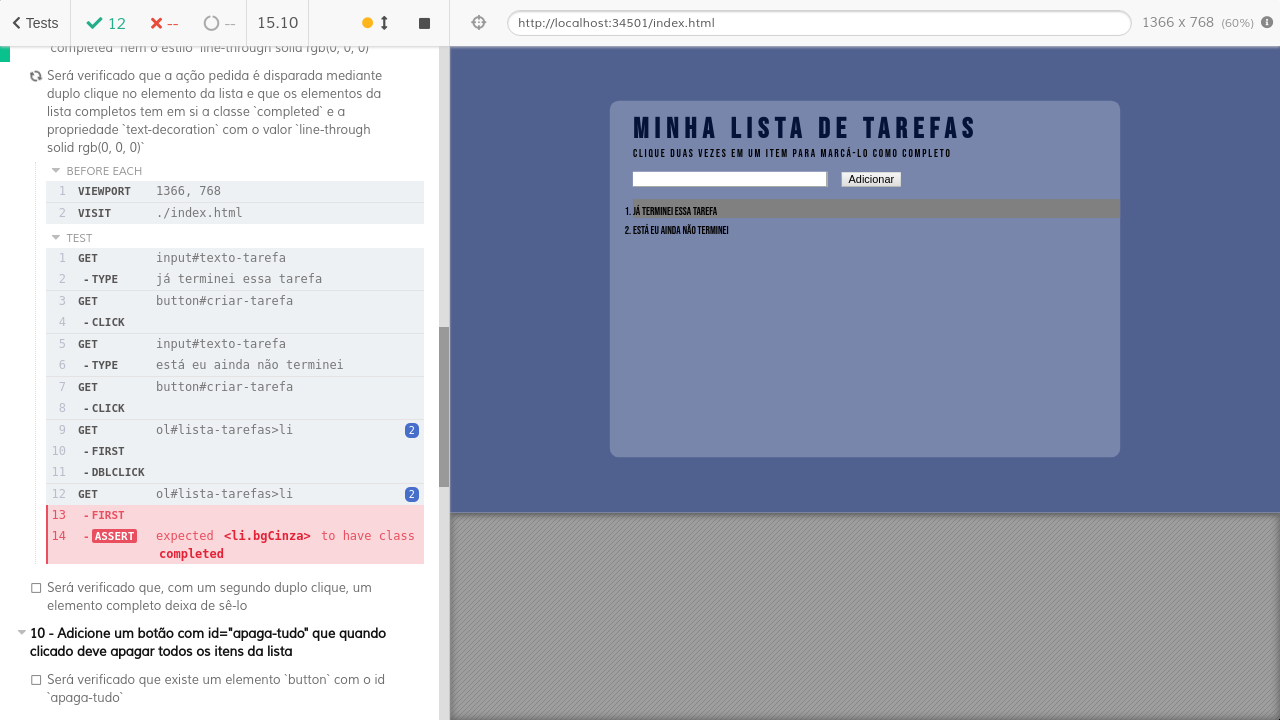 Tests
12
--
--
15.10
http://localhost:34501/index.html
1366 x 768 (60%)
`completed` nem o estilo `line-through solid rgb(0, 0, 0)`
Será verificado que a ação pedida é disparada mediante
duplo clique no elemento da lista e que os elementos da
lista completos tem em si a classe `completed` e a
propriedade `text-decoration` com o valor `line-through
solid rgb(0, 0, 0)`
BEFORE EACH
1 VIEWPORT 1366, 768
2 VISIT ./index.html
TEST
1 GET input#texto-tarefa
2 -TYPE já terminei essa tarefa
3 GET button#criar-tarefa
4 -CLICK
5 GET input#texto-tarefa
6 -TYPE está eu ainda não terminei
7 GET button#criar-tarefa
8 -CLICK
9 GET ol#lista-tarefas>li 2
10 -FIRST
11 -DBLCLICK
12 GET ol#lista-tarefas>li 2
13 -FIRST
14 -ASSERT expected <li.bgCinza> to have class
completed
Será verificado que, com um segundo duplo clique, um
elemento completo deixa de sê-lo
10 - Adicione um botão com id="apaga-tudo" que quando
clicado deve apagar todos os itens da lista
Será verificado que existe um elemento `button` com o id
`apaga-tudo`
MINHA LISTA DE TAREFAS
CLIQUE DUAS VEZES EM UM ITEM PARA MARCÁ-LO COMO COMPLETO
Adicionar
1. JÁ TERMINEI ESSA TAREFA
2. ESTÁ EU AINDA NÃO TERMINEI